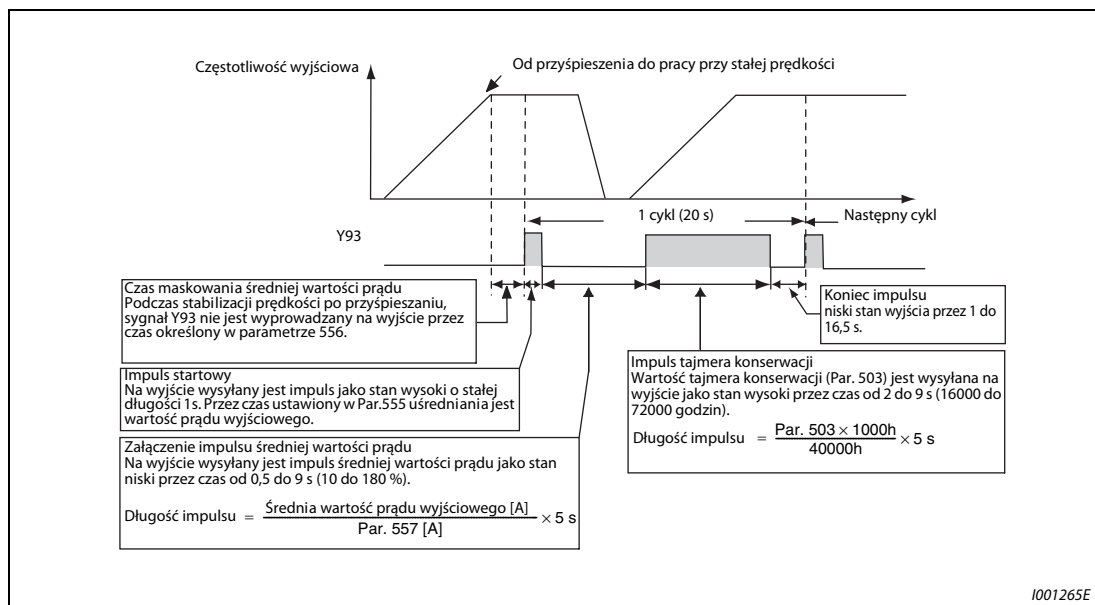 Częstotliwość wyjściowa
Od przyśpieszenia do pracy przy stałej prędkości
1 cykl (20 s)
Następny cykl
Y93
Czas maskowania średniej wartości prądu
Podczas stabilizacji prędkości po przyśpieszaniu,
sygnał Y93 nie jest wyprowadzany na wyjście przez
czas określony w parametrze 556.
Koniec impulsu
niski stan wyjścia przez 1 do
16,5 s.
Impuls startowy
Na wyjście wysyłany jest impuls jako stan wysoki o stałej
długości 1s. Przez czas ustawiony w Par.555 uśredniania jest
wartość prądu wyjściowego.
Impuls tajmera konserwacji
Wartość tajmera konserwacji (Par. 503) jest wysyłana na
wyjście jako stan wysoki przez czas od 2 do 9 s (16000 do
72000 godzin).
Długość impulsu = Par. 503 × 1000h / 40000h × 5 s
Załączenie impulsu średniej wartości prądu
Na wyjście wysyłany jest impuls średniej wartości prądu jako stan
niski przez czas od 0,5 do 9 s (10 do 180 %).
Długość impulsu = Średnia wartość prądu wyjściowego [A] / Par. 557 [A] × 5 s
I001265E